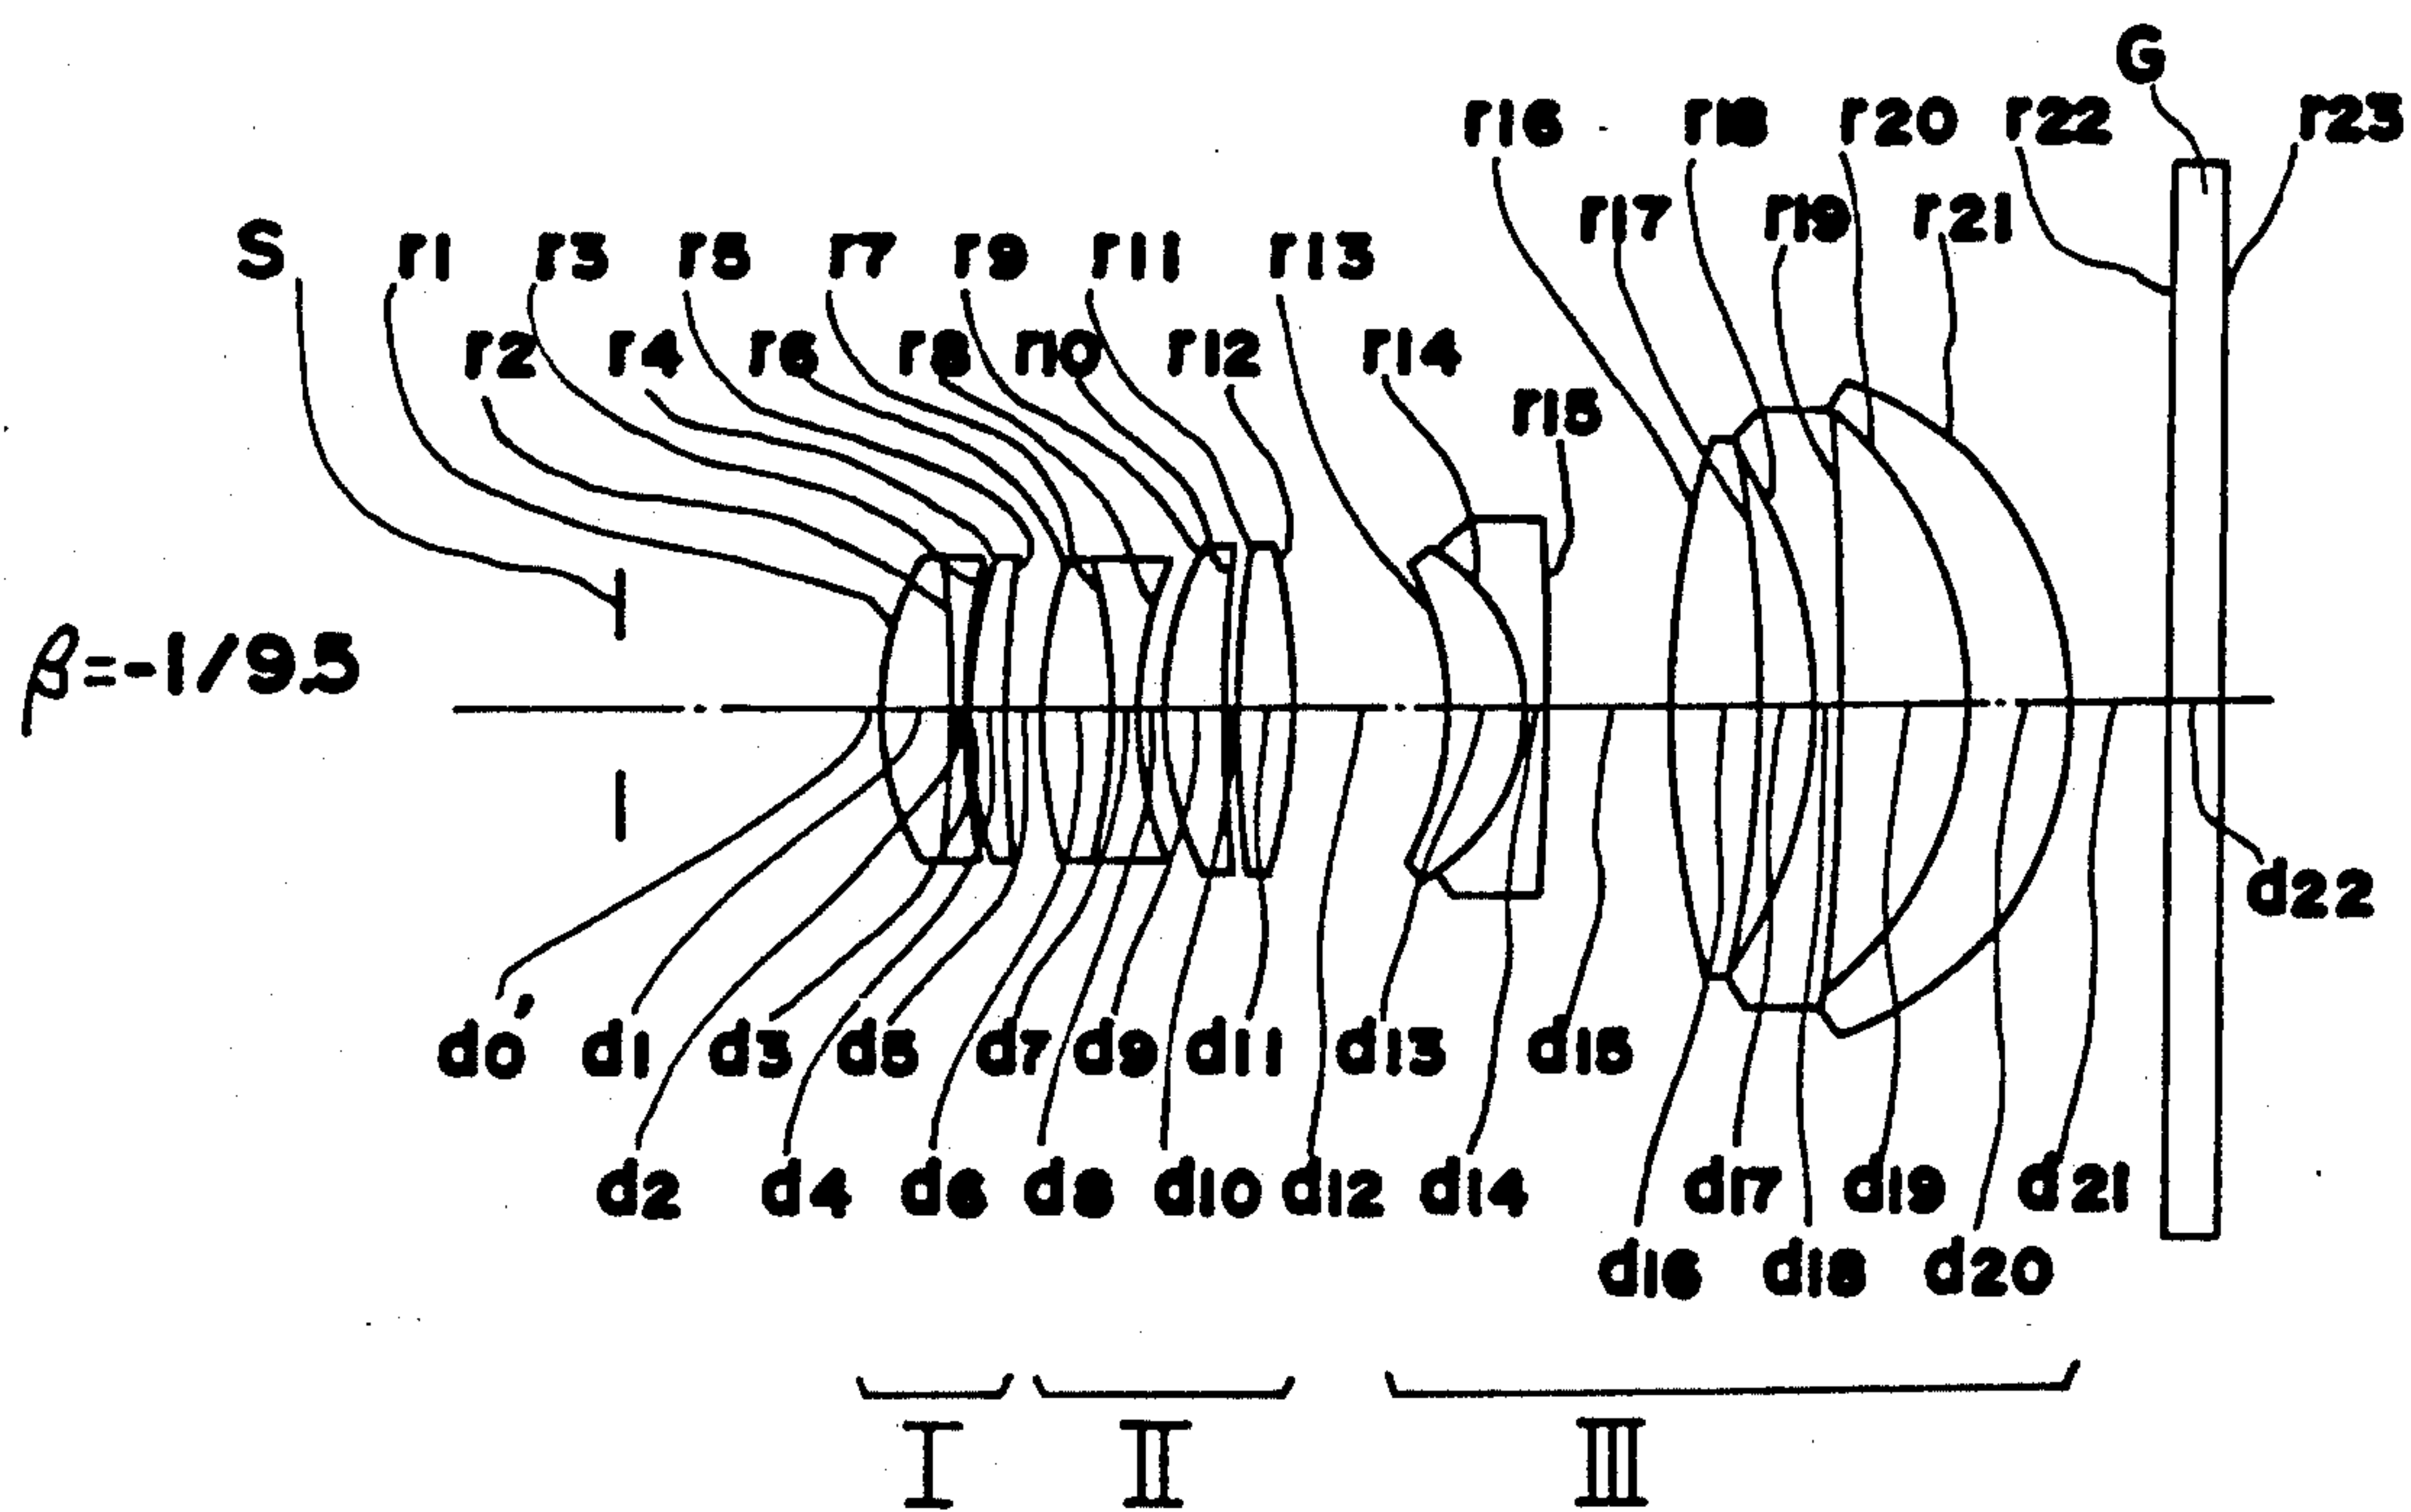 G
r16 r18 r20 r22 r23
r17 r19 r21
S r1 r3 r5 r7 r9 r11 r13
r2 r4 r6 r8 r10 r12 r14
r15
β=-1/9.5
d22
d0' d1 d3 d5 d7 d9 d11 d13 d15
d2 d4 d6 d8 d10 d12 d14 d17 d19 d21
d16 d18 d20
I II III